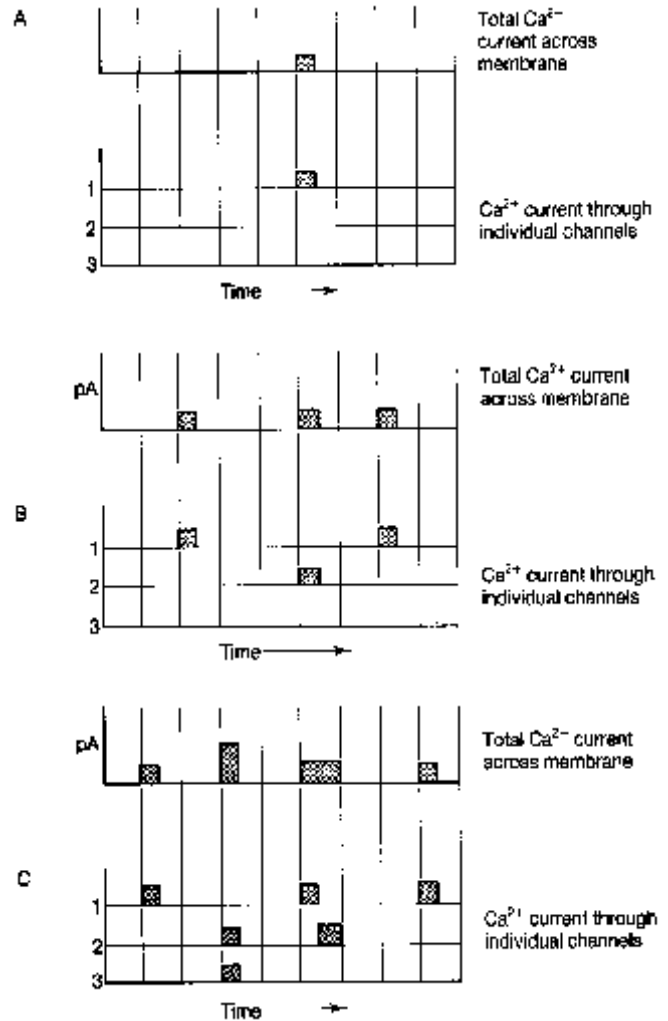 A
Total Ca²⁻
current across
membrane
1
2
3
Ca²⁺ current through
individual channels
Time →
pA
Total Ca²⁺ current
across membrane
B
1
2
3
Ca²⁺ current through
individual channels
Time →
pA
Total Ca²⁻ current
across membrane
C
1
2
3
Ca²⁺ current through
individual channels
Time →